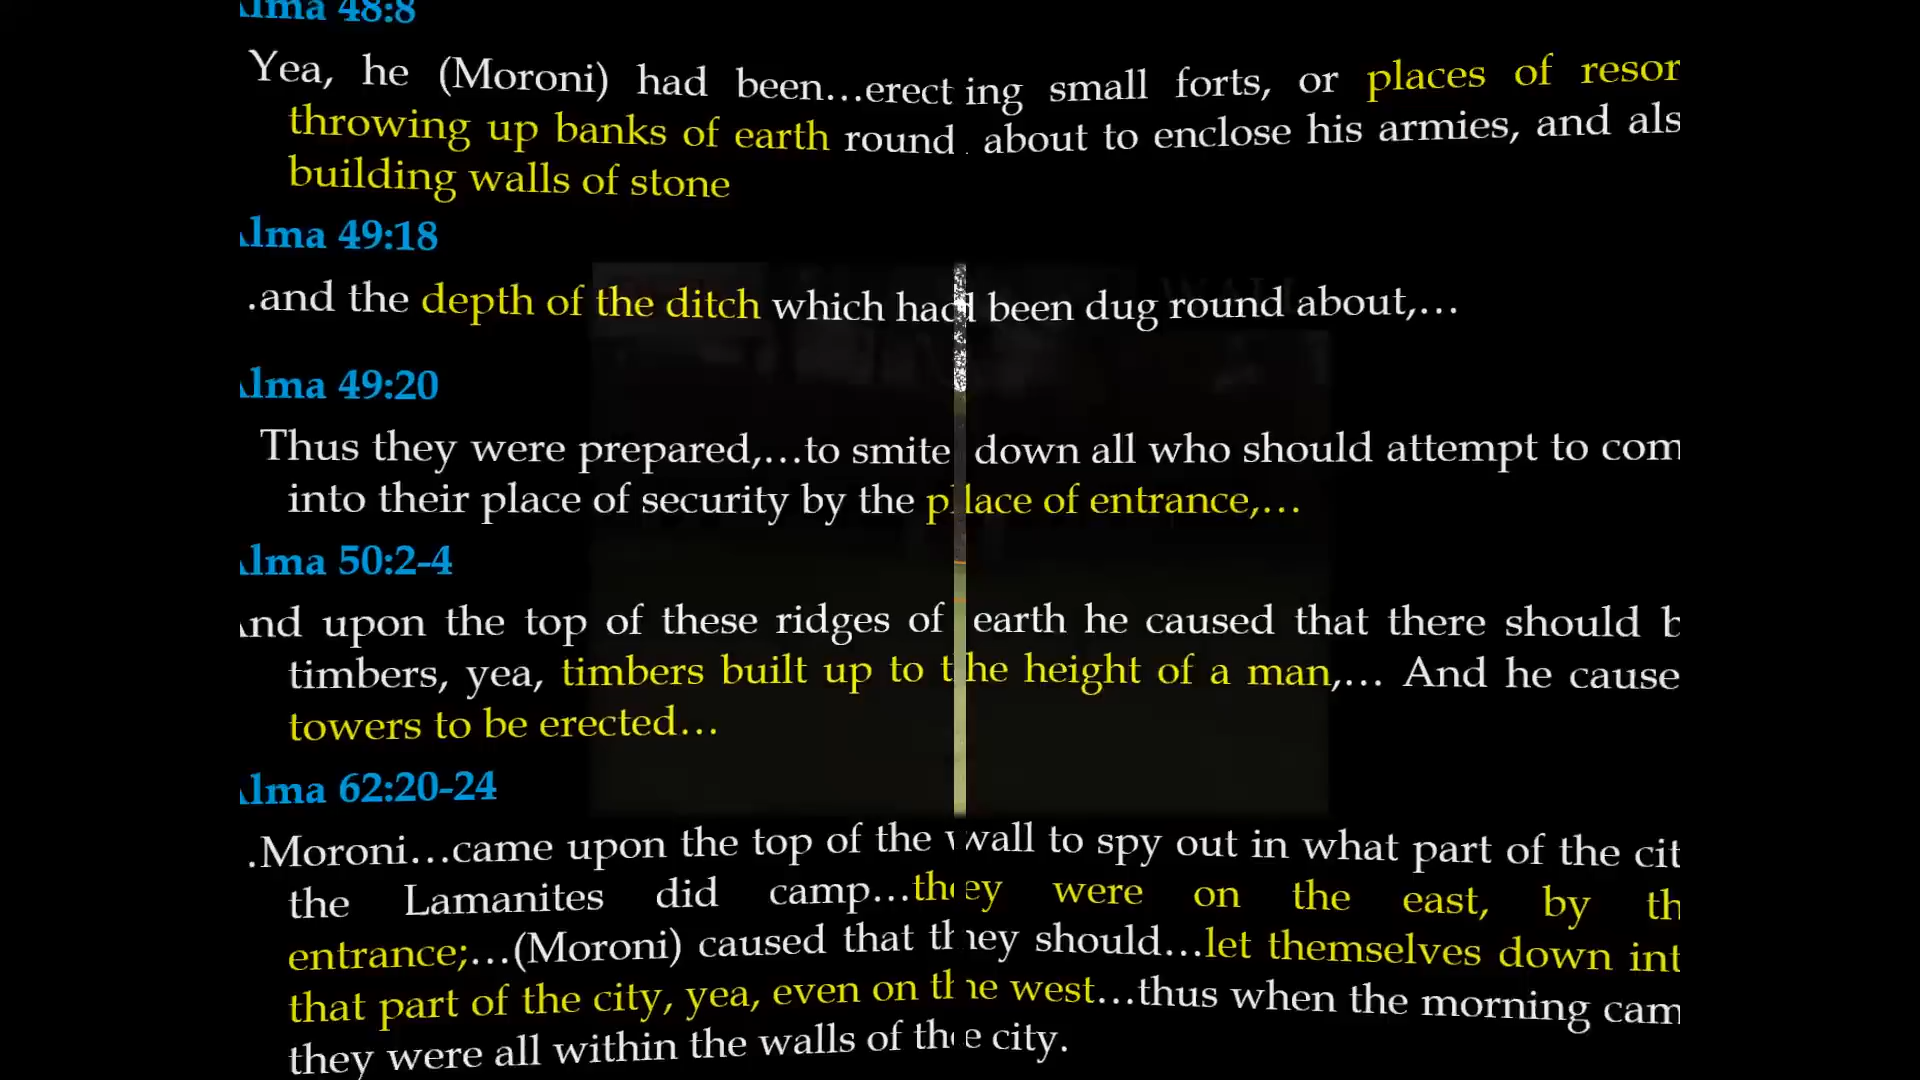 lma 48:8
Yea, he (Moroni) had been…erecting small forts, or places of resor
throwing up banks of earth round about to enclose his armies, and als
building walls of stone
lma 49:18
.and the depth of the ditch which had been dug round about,…
lma 49:20
Thus they were prepared,…to smite down all who should attempt to com
into their place of security by the place of entrance,…
lma 50:2-4
nd upon the top of these ridges of earth he caused that there should b
timbers, yea, timbers built up to the height of a man,… And he cause
towers to be erected…
lma 62:20-24
.Moroni…came upon the top of the wall to spy out in what part of the cit
the Lamanites did camp…they were on the east, by th
entrance;…(Moroni) caused that they should…let themselves down int
that part of the city, yea, even on the west…thus when the morning cam
they were all within the walls of the city.